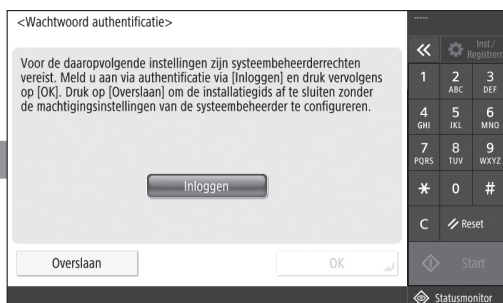 <Wachtwoord authentificatie>
Voor de daaropvolgende instellingen zijn systeembeheerderrechten
vereist. Meld u aan via authentificatie via [Inloggen] en druk vervolgens
op [OK]. Druk op [Overslaan] om de installatiegids af te sluiten zonder
de machtigingsinstellingen van de systeembeheerder te configureren.
Inloggen
Overslaan
OK
-----
Inst./
Registrern
1 2 3
ABC DEF
4 5 6
GHI JKL MNO
7 8 9
PQRS TUV WXYZ
* 0 #
C Reset
Start
Statusmonitor